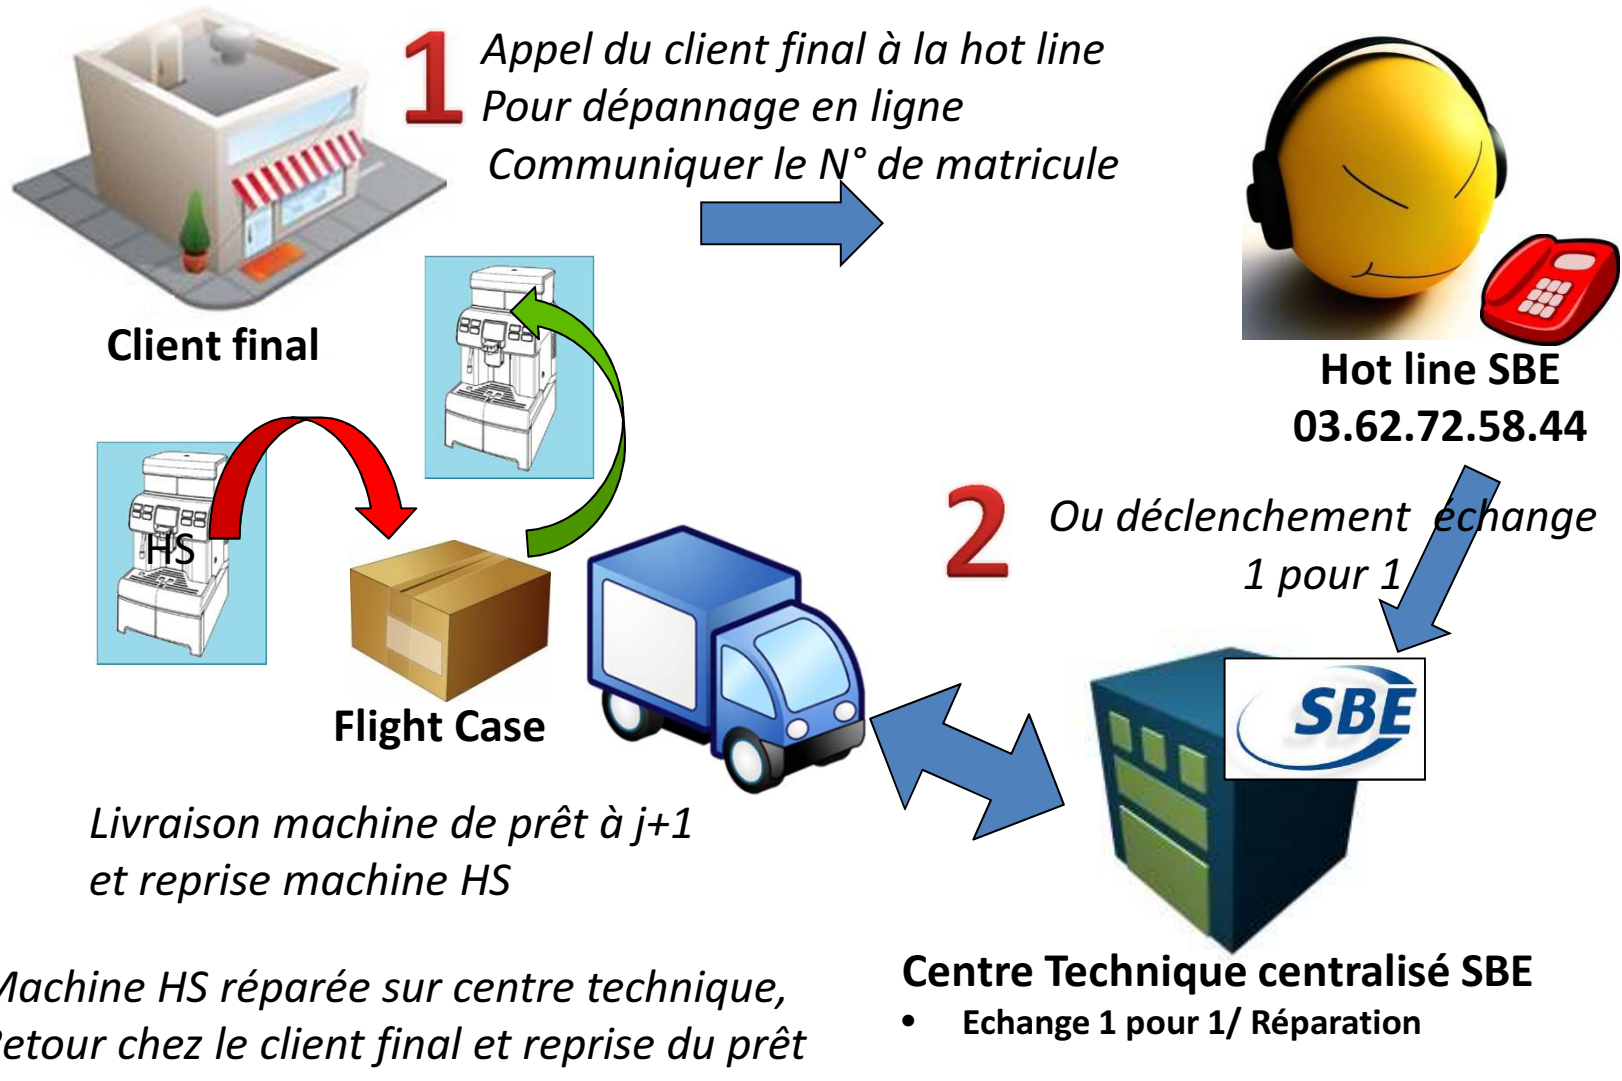 1
Appel du client final à la hot line
Pour dépannage en ligne
Communiquer le N° de matricule
Client final
Hot line SBE
03.62.72.58.44
HS
2
Ou déclenchement échange
1 pour 1
SBE
Flight Case
Livraison machine de prêt à j+1
et reprise machine HS
Machine HS réparée sur centre technique,
Retour chez le client final et reprise du prêt
Centre Technique centralisé SBE
• Echange 1 pour 1/ Réparation